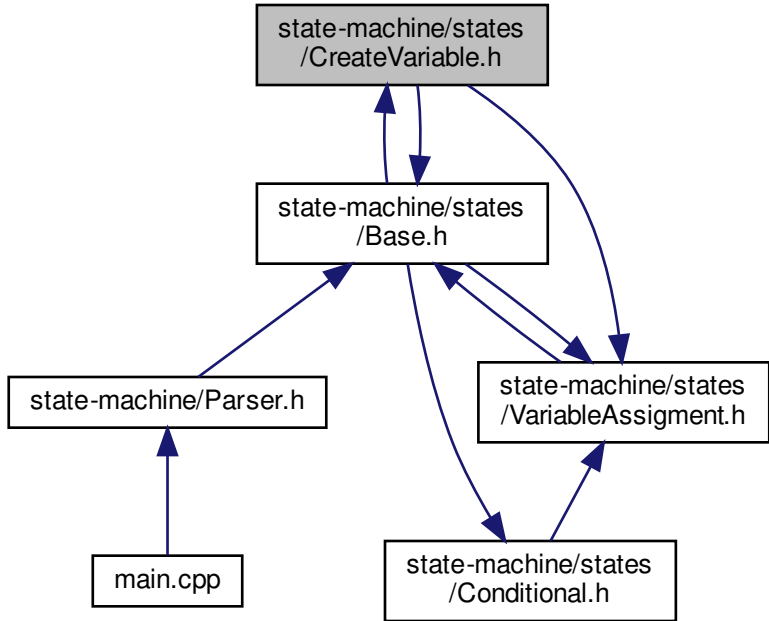 state-machine/states
/CreateVariable.h
state-machine/states
/Base.h
state-machine/Parser.h
state-machine/states
/VariableAssigment.h
main.cpp
state-machine/states
/Conditional.h